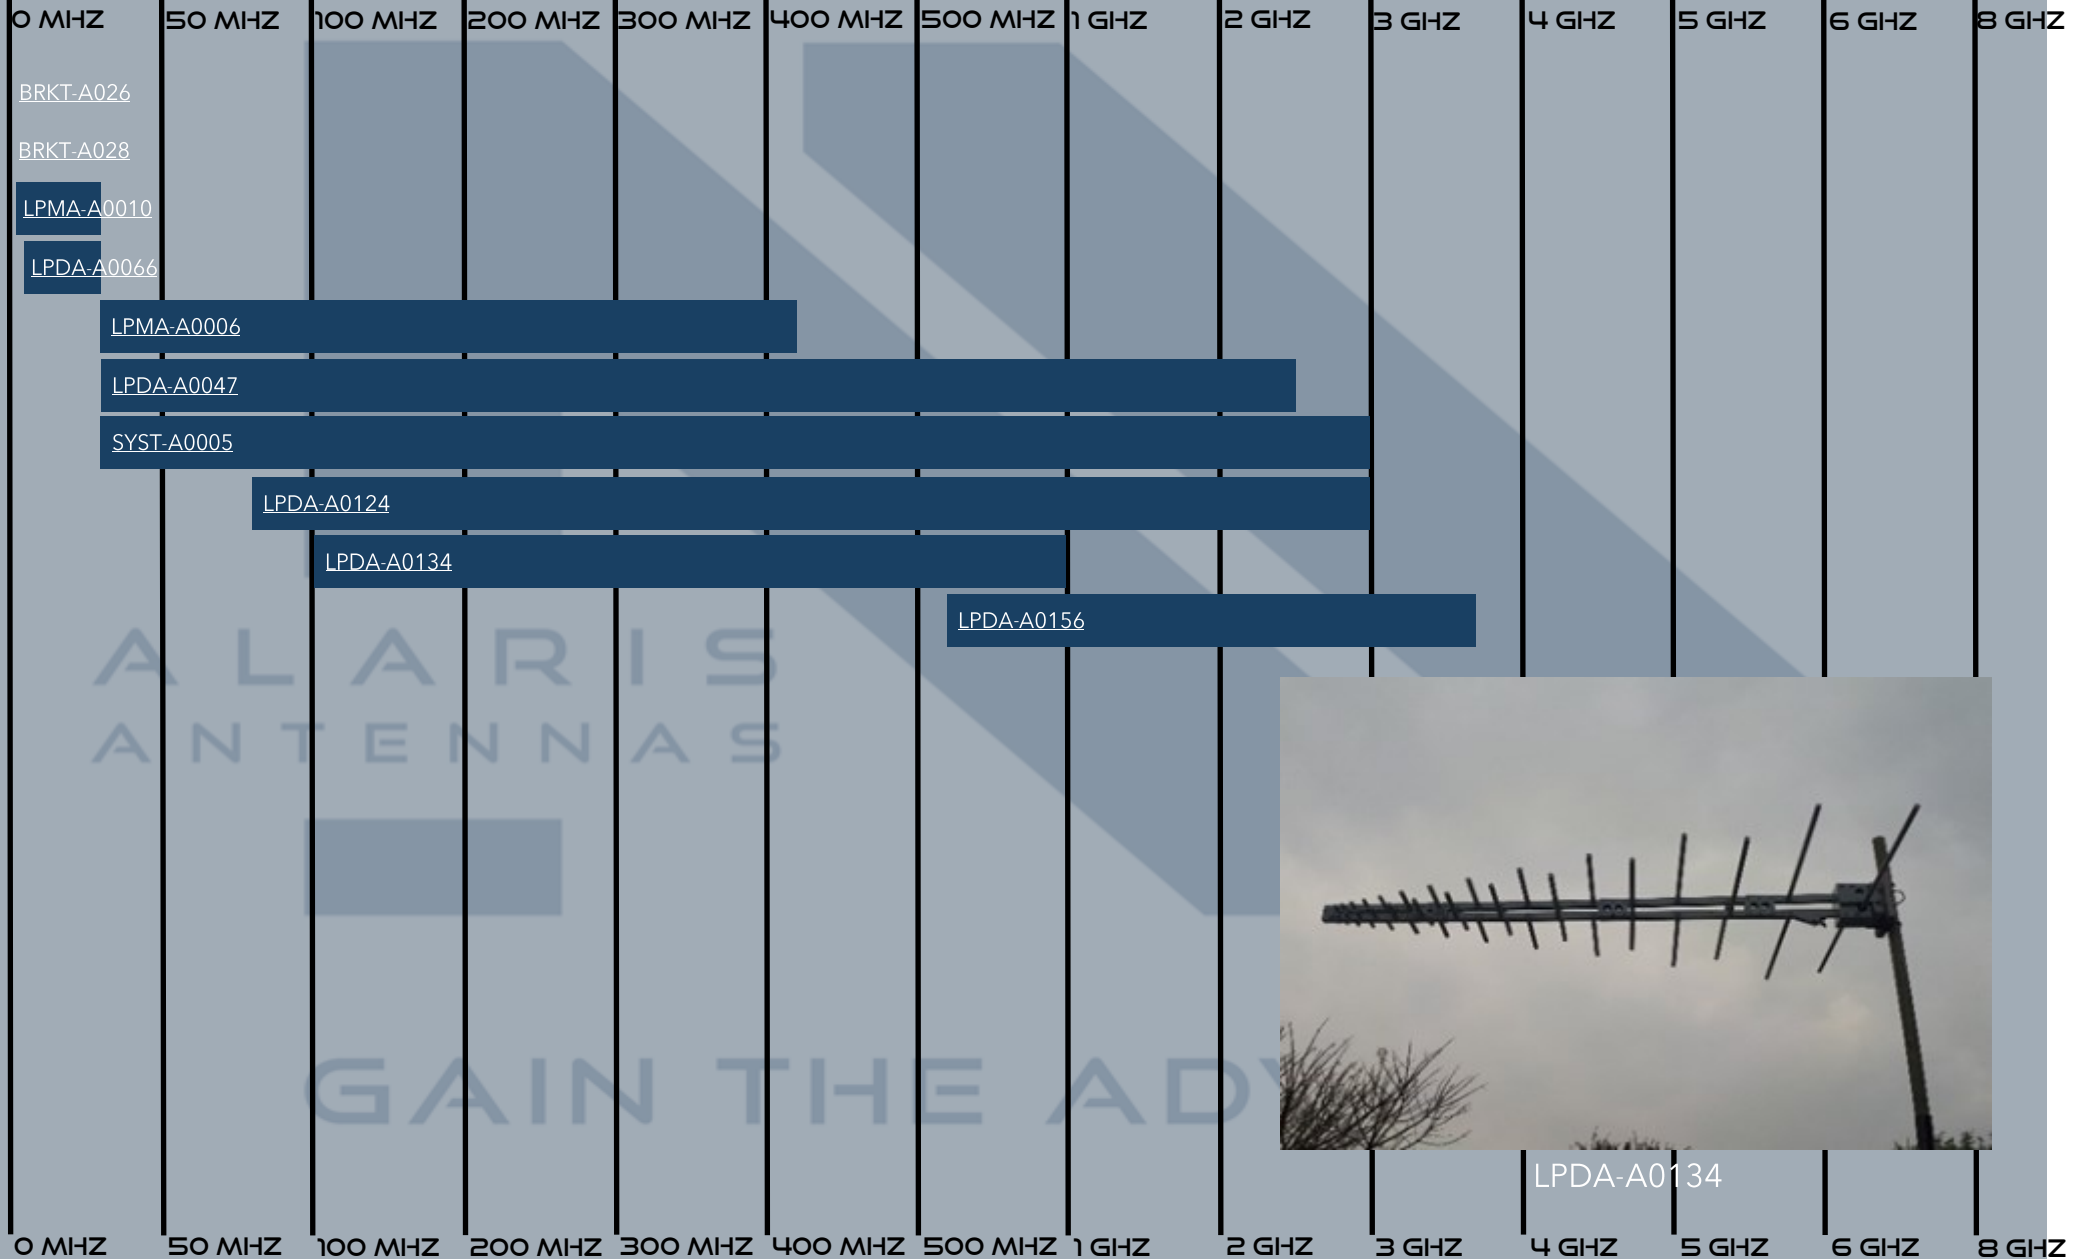 0 MHZ 50 MHZ 100 MHZ 200 MHZ 300 MHZ 400 MHZ 500 MHZ 1 GHZ 2 GHZ 3 GHZ 4 GHZ 5 GHZ 6 GHZ 8 GHZ
BRKT-A026
BRKT-A028
LPMA-A0010
LPDA-A0066
LPMA-A0006
LPDA-A0047
SYST-A0005
LPDA-A0124
LPDA-A0134
LPDA-A0156
ALARIS
ANTENNAS
GAIN THE
LPDA-A0134
0 MHZ 50 MHZ 100 MHZ 200 MHZ 300 MHZ 400 MHZ 500 MHZ 1 GHZ 2 GHZ 3 GHZ 4 GHZ 5 GHZ 6 GHZ 8 GHZ